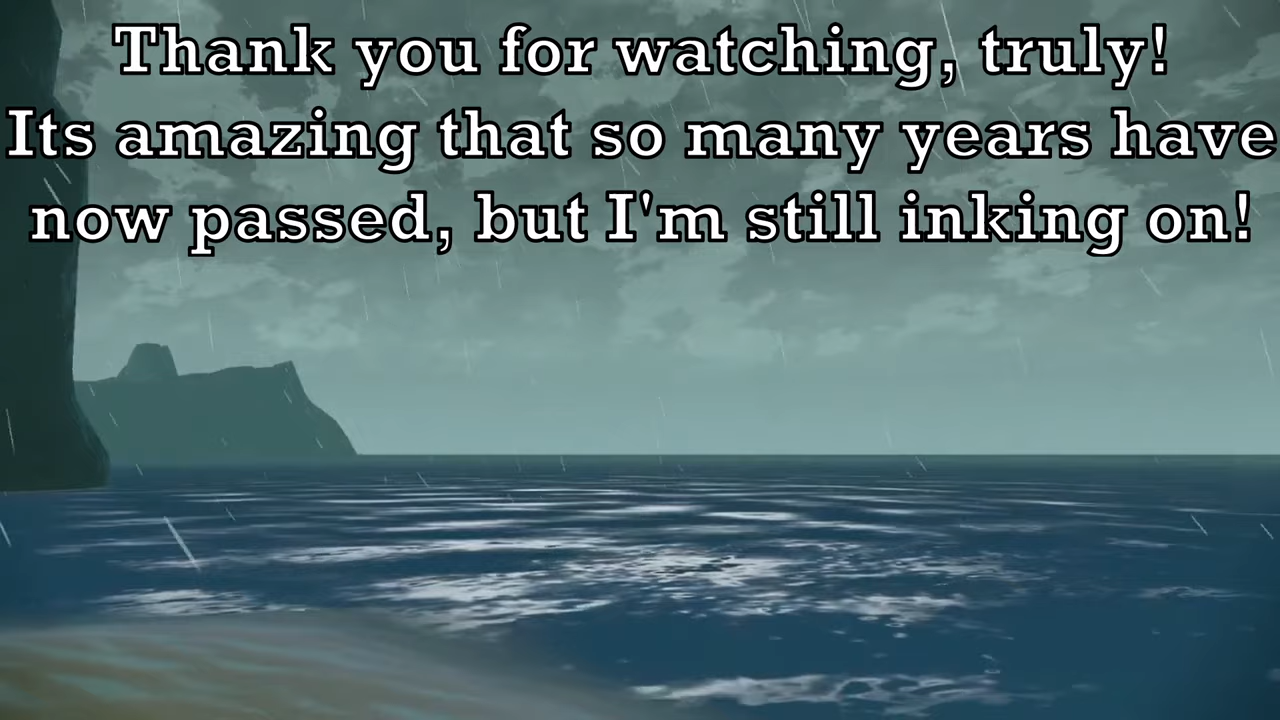 Thank you for watching, truly!
Its amazing that so many years have
now passed, but I'm still inking on!